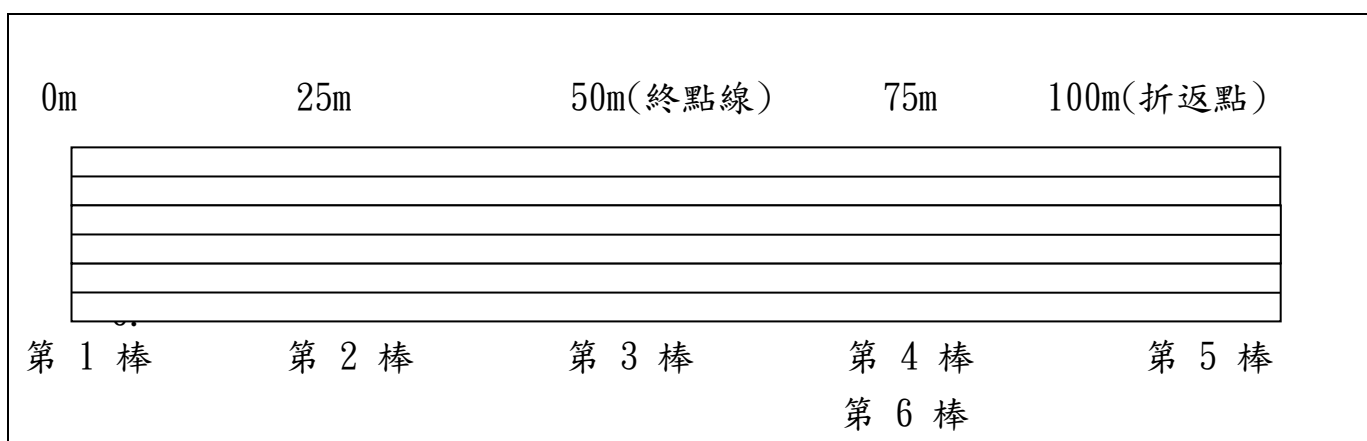 0m 25m 50m(終點線) 75m 100m(折返點)
第 1 棒 第 2 棒 第 3 棒 第 4 棒 第 5 棒
第 6 棒